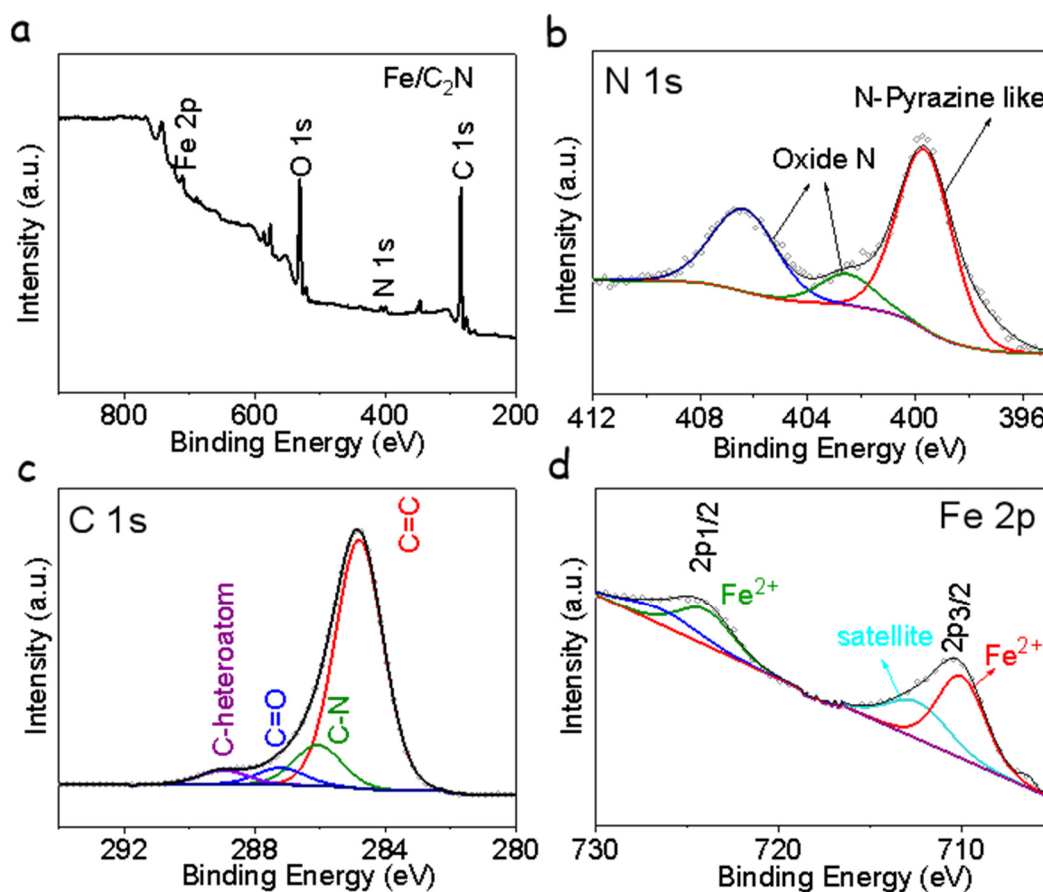 a
Fe/C₂N
Fe 2p
O 1s
N 1s
C 1s
Intensity (a.u.)
800 600 400 200
Binding Energy (eV)
b
N 1s
N-Pyrazine like
Oxide N
Intensity (a.u.)
412 408 404 400 396
Binding Energy (eV)
c
C 1s
C=C
C-N
C=O
C-heteroatom
Intensity (a.u.)
292 288 284 280
Binding Energy (eV)
d
Fe 2p
2p1/2
Fe²⁺
satellite
2p3/2
Fe²⁺
Intensity (a.u.)
730 720 710
Binding Energy (eV)